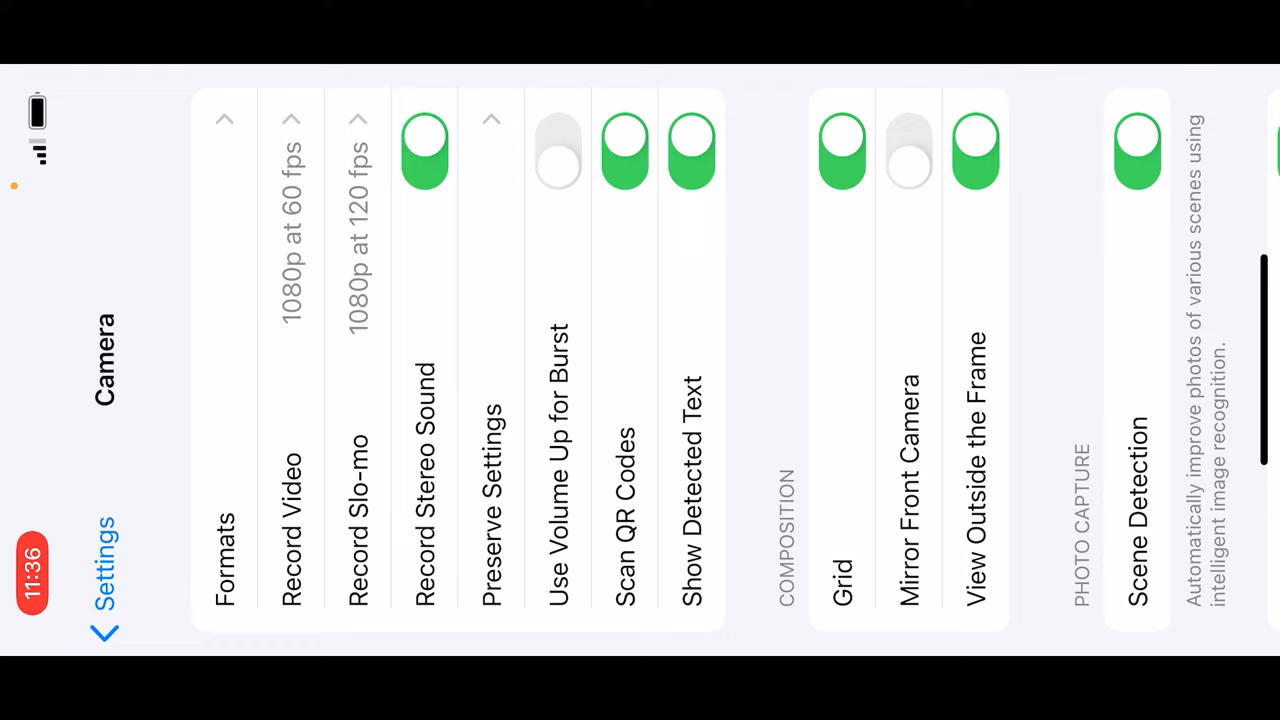 11:36
Settings
Camera
Formats
Record Video 1080p at 60 fps
Record Slo-mo 1080p at 120 fps
Record Stereo Sound
Preserve Settings
Use Volume Up for Burst
Scan QR Codes
Show Detected Text
COMPOSITION
Grid
Mirror Front Camera
View Outside the Frame
PHOTO CAPTURE
Scene Detection
Automatically improve photos of various scenes using
intelligent image recognition.